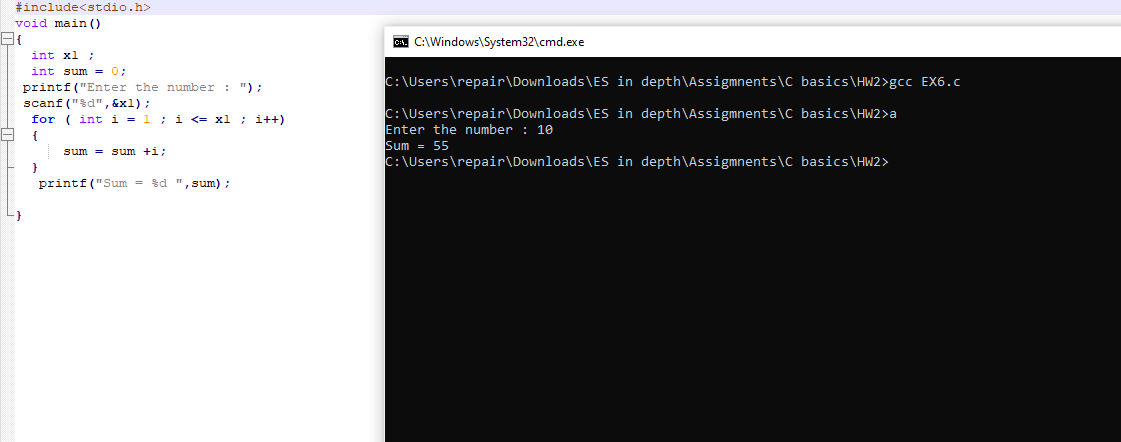 #include<stdio.h>
void main()
{
int x1 ;
int sum = 0;
printf("Enter the number : ");
scanf("%d",&x1);
for ( int i = 1 ; i <= x1 ; i++)
{
sum = sum +i;
}
printf("Sum = %d ",sum);
}
C:\Windows\System32\cmd.exe
C:\Users\repair\Downloads\ES in depth\Assigmnents\C basics\HW2>gcc EX6.c
C:\Users\repair\Downloads\ES in depth\Assigmnents\C basics\HW2>a
Enter the number : 10
Sum = 55
C:\Users\repair\Downloads\ES in depth\Assigmnents\C basics\HW2>